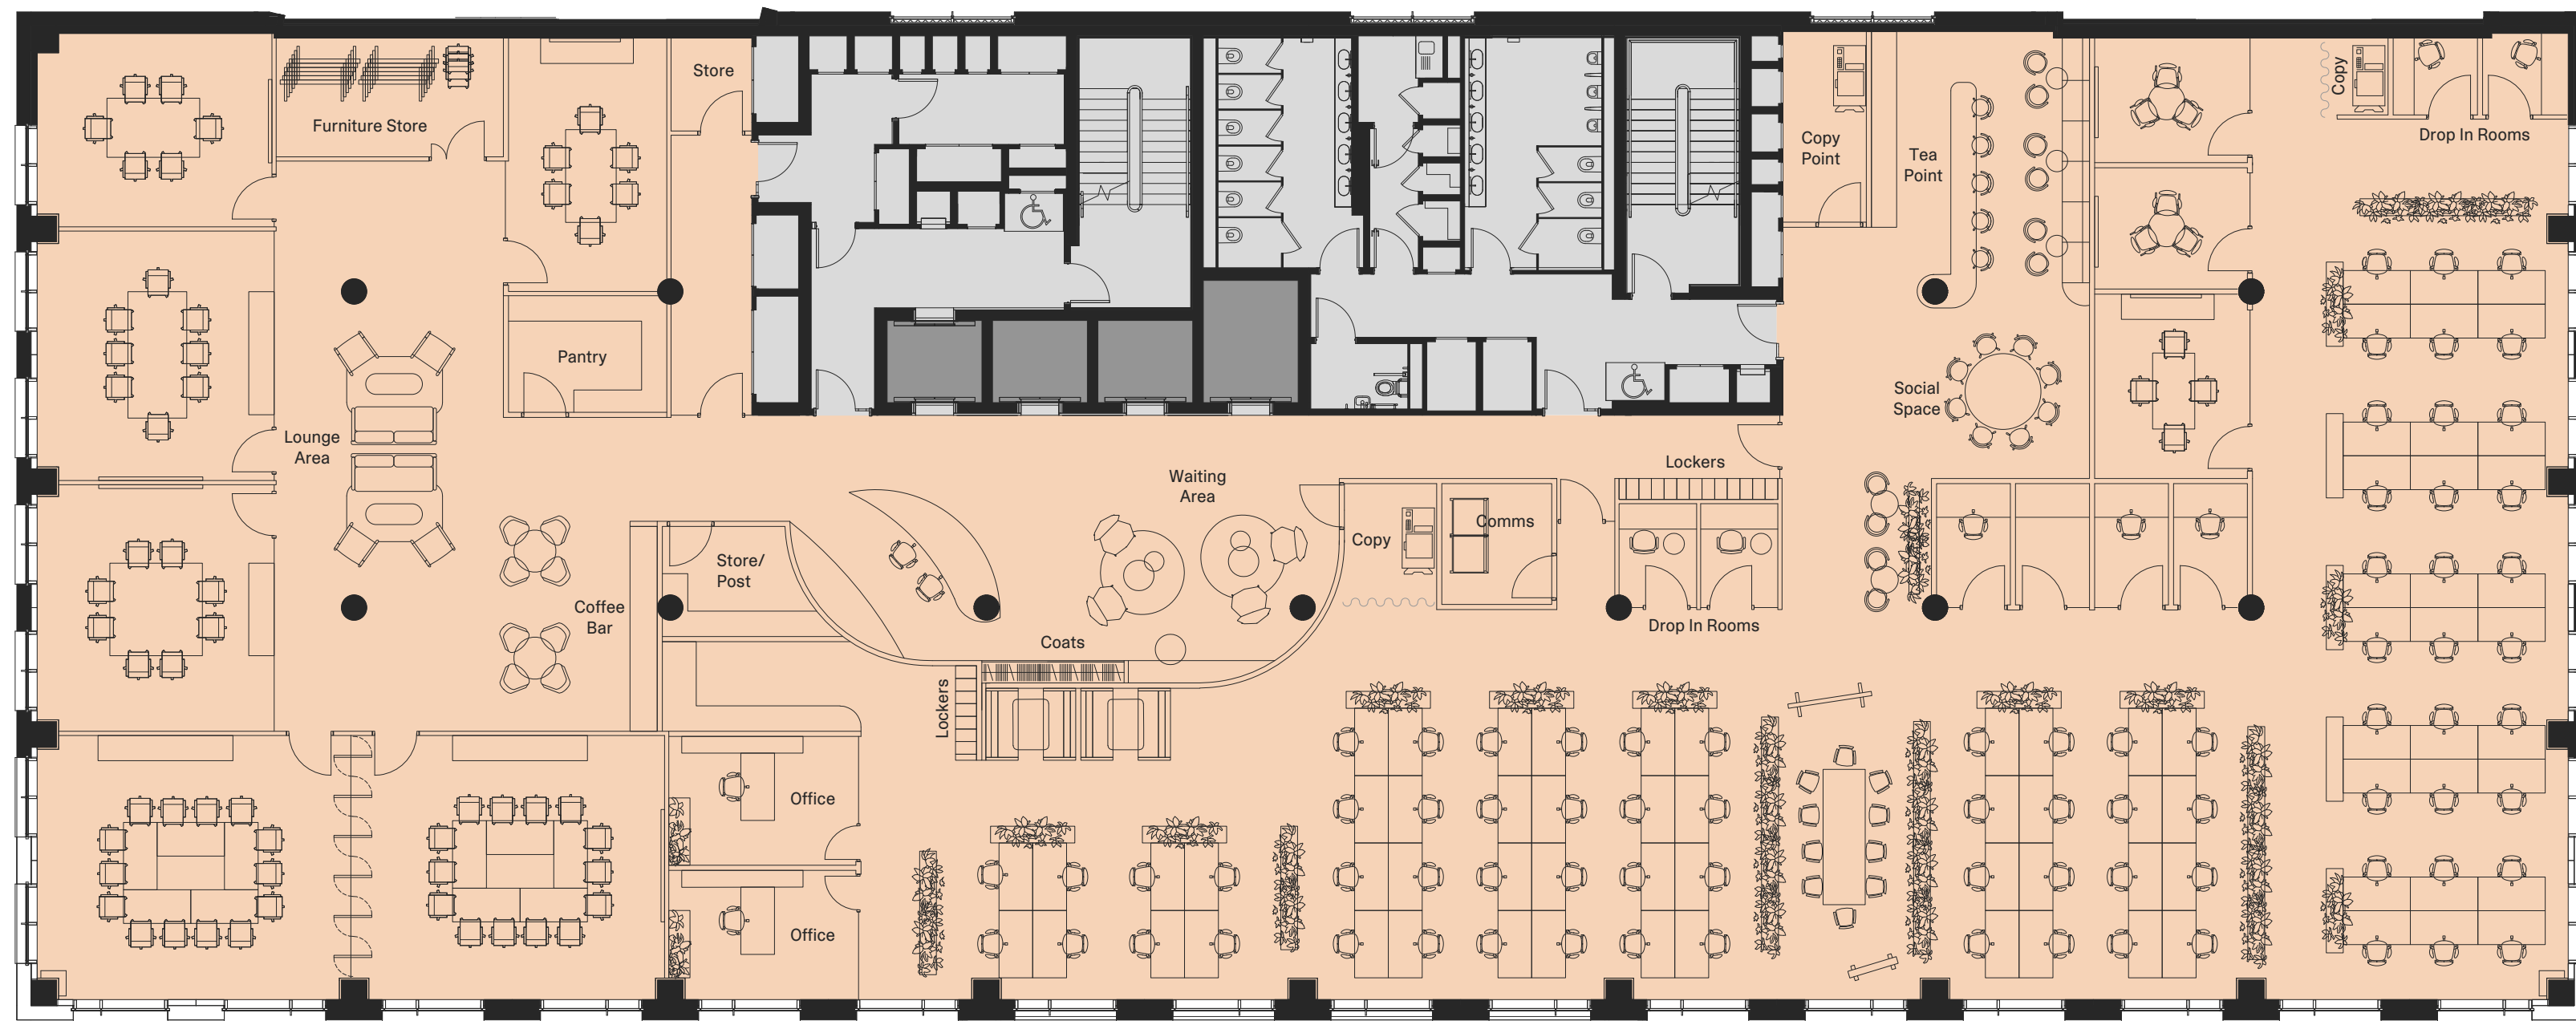 Store
Furniture Store
Copy
Drop In Rooms
Copy
Point
Tea
Point
Pantry
Social
Space
Lounge
Area
Waiting
Area
Lockers
Comms
Copy
Store/
Post
Coffee
Bar
Drop In Rooms
Coats
Lockers
Office
Office